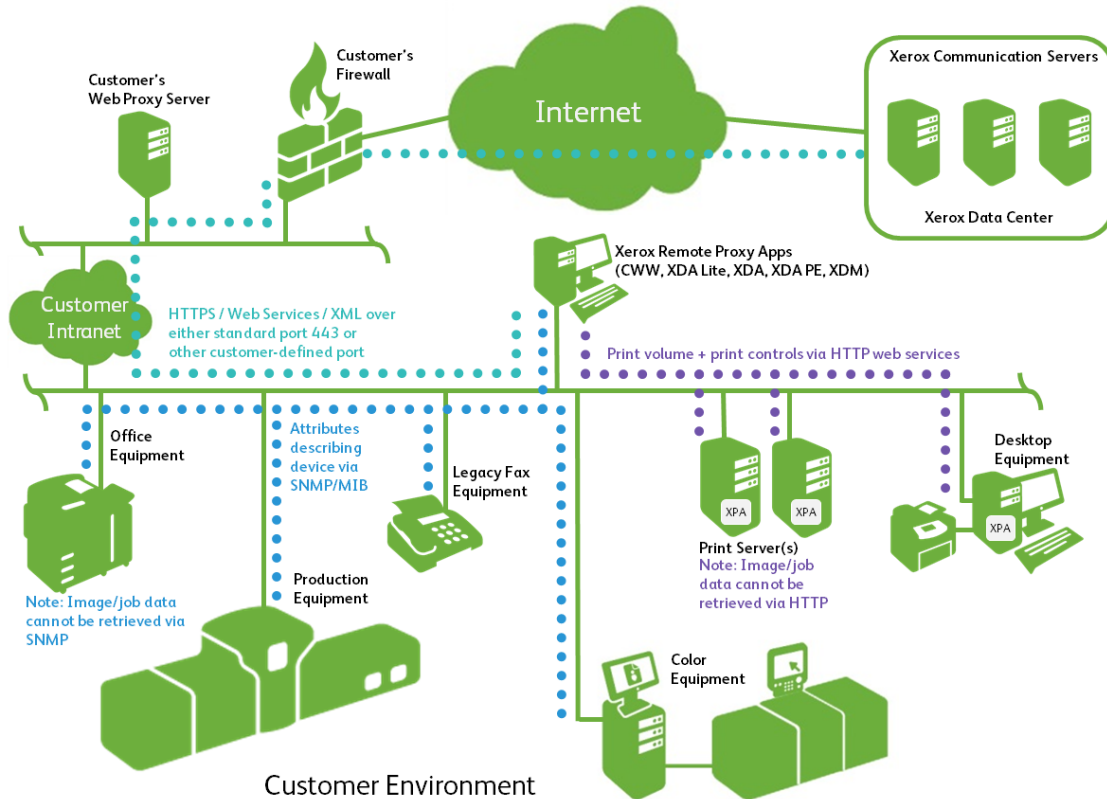 Customer's
Firewall
Customer's
Web Proxy Server
Internet
Xerox Communication Servers
Xerox Data Center
Xerox Remote Proxy Apps
(CWW, XDA Lite, XDA, XDA PE, XDM)
Customer
Intranet
HTTPS / Web Services / XML over
either standard port 443 or
other customer-defined port
Print volume + print controls via HTTP web services
Office
Equipment
Attributes
describing
device via
SNMP/MIB
Legacy Fax
Equipment
Desktop
Equipment
XPA
XPA
XPA
Print Server(s)
Note: Image/job
data cannot be
retrieved via HTTP
Note: Image/job data
cannot be retrieved via
SNMP
Production
Equipment
Color
Equipment
Customer Environment